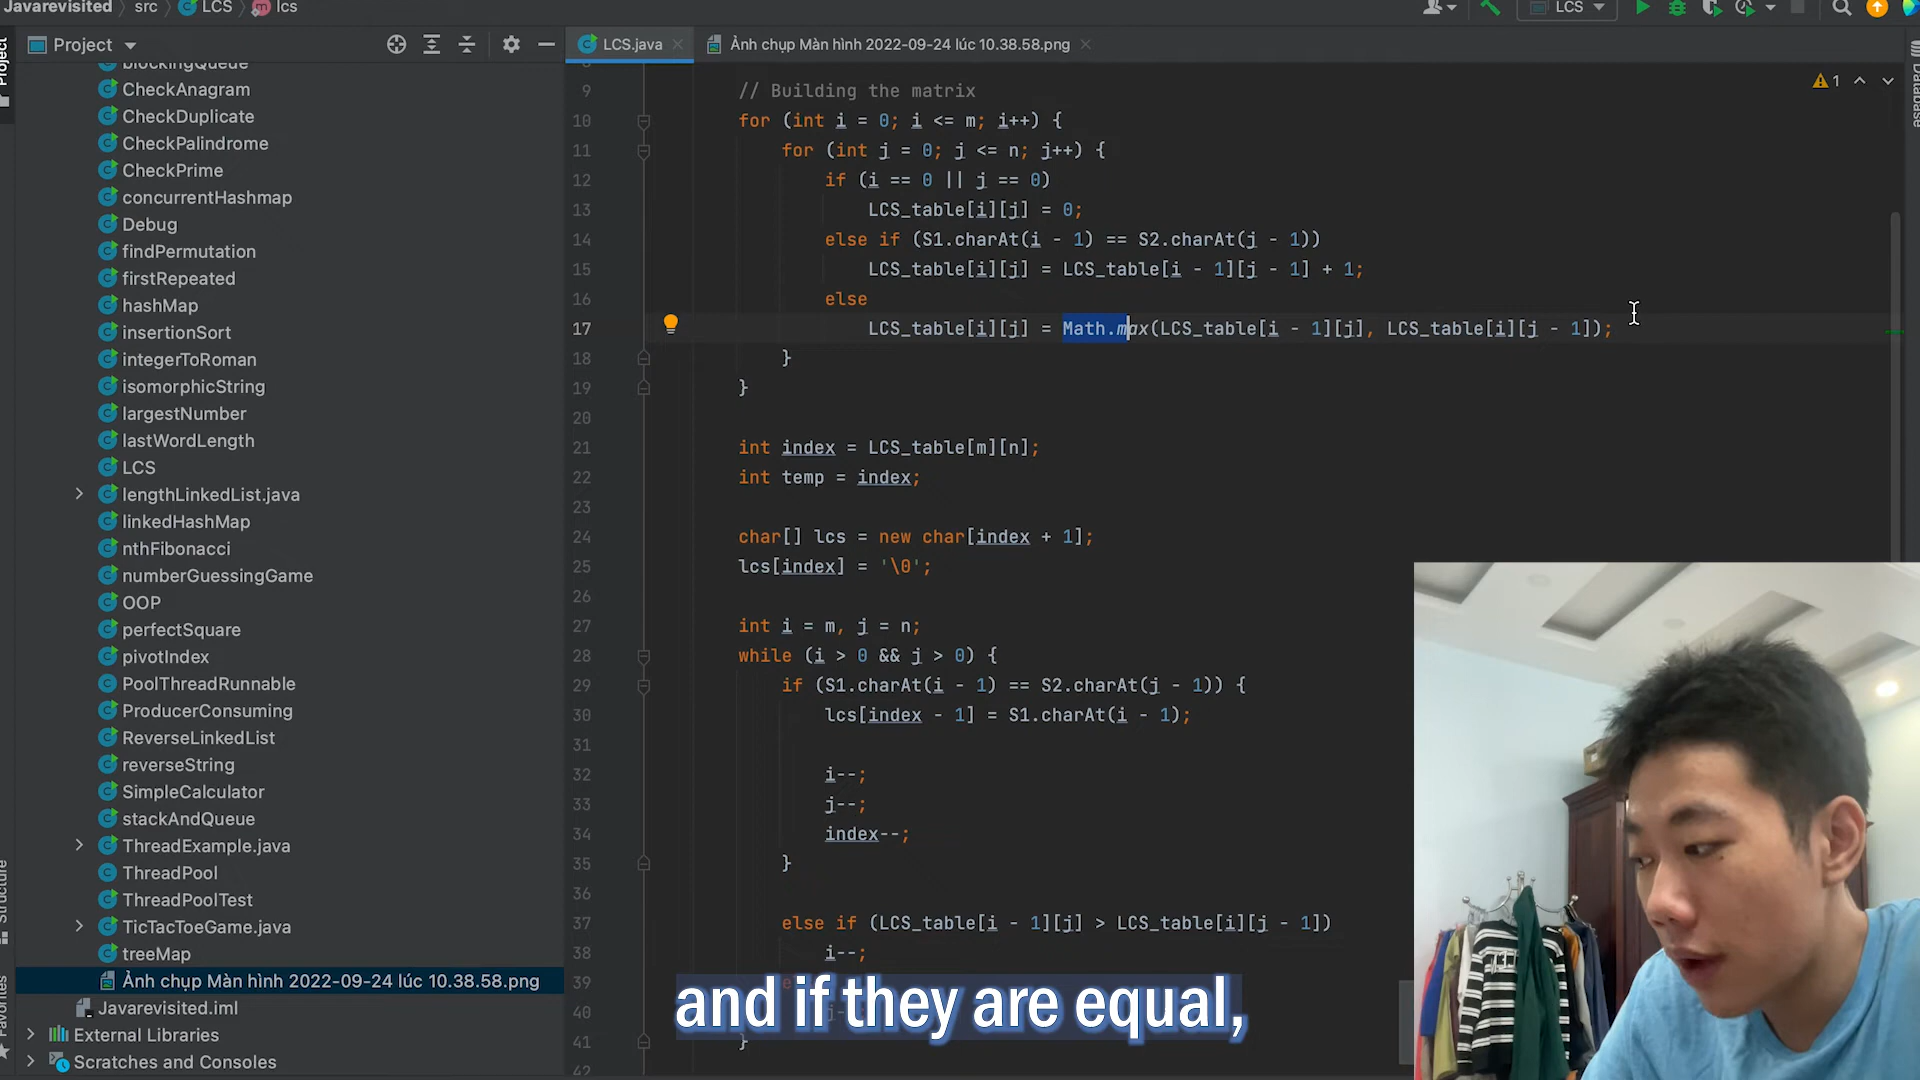 Javarevisited
src
LCS
lcs
LCS
Project
Project
LCS.java
Ảnh chụp Màn hình 2022-09-24 lúc 10.38.58.png
Database
1
blockingQueue
CheckAnagram
CheckDuplicate
CheckPalindrome
CheckPrime
concurrentHashmap
Debug
findPermutation
firstRepeated
hashMap
insertionSort
integerToRoman
isomorphicString
largestNumber
lastWordLength
LCS
lengthLinkedList.java
linkedHashMap
nthFibonacci
numberGuessingGame
OOP
perfectSquare
pivotIndex
PoolThreadRunnable
ProducerConsuming
ReverseLinkedList
reverseString
SimpleCalculator
stackAndQueue
ThreadExample.java
ThreadPool
ThreadPoolTest
TicTacToeGame.java
treeMap
Ảnh chụp Màn hình 2022-09-24 lúc 10.38.58.png
Javarevisited.iml
External Libraries
Scratches and Consoles
Structure
Favorites
9 // Building the matrix
10 for (int i = 0; i <= m; i++) {
11 for (int j = 0; j <= n; j++) {
12 if (i == 0 || j == 0)
13 LCS_table[i][j] = 0;
14 else if (S1.charAt(i - 1) == S2.charAt(j - 1))
15 LCS_table[i][j] = LCS_table[i - 1][j - 1] + 1;
16 else
17 LCS_table[i][j] = Math.max(LCS_table[i - 1][j], LCS_table[i][j - 1]);
18 }
19 }
20
21 int index = LCS_table[m][n];
22 int temp = index;
23
24 char[] lcs = new char[index + 1];
25 lcs[index] = '\0';
26
27 int i = m, j = n;
28 while (i > 0 && j > 0) {
29 if (S1.charAt(i - 1) == S2.charAt(j - 1)) {
30 lcs[index - 1] = S1.charAt(i - 1);
31
32 i--;
33 j--;
34 index--;
35 }
36
37 else if (LCS_table[i - 1][j] > LCS_table[i][j - 1])
38 i--;
39
40
41 }
42
and if they are equal,